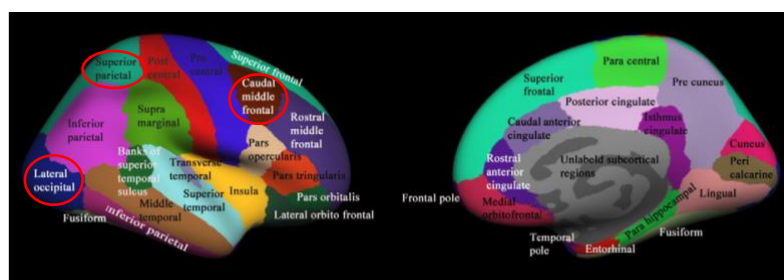 Superior
parietal
Post
central
Pre
central
Superior frontal
Caudal
middle
frontal
Rostral
middle
frontal
Supra
marginal
Inferior
parietal
Pars
opercularis
Banks of
superior
temporal
sulcus
Transverse
temporal
Lateral
occipital
Insula
Pars tringularis
Superior
temporal
Pars orbitalis
Middle
temporal
Lateral orbito frontal
Fusiform
Inferior parietal
Para central
Superior
frontal
Pre cuneus
Posterior cingulate
Caudal anterior
cingulate
Isthmus
cingulate
Cuneus
Rostral
anterior
cingulate
Unlabeld subcortical
regions
Peri
calcarine
Frontal pole
Medial
orbitofrontal
Lingual
Para hippocampal
Fusiform
Temporal
pole
Entorhinal